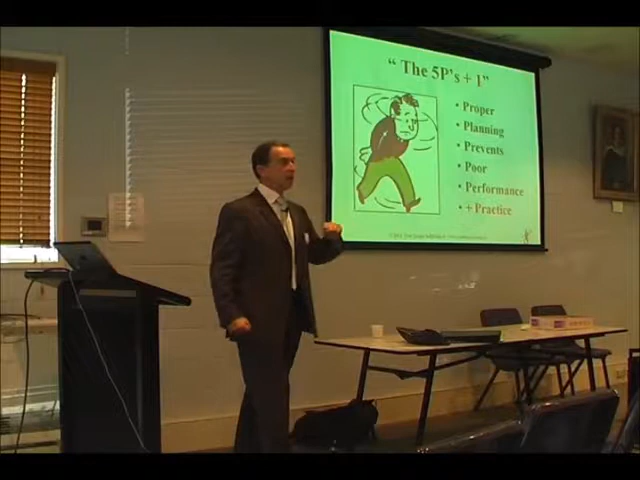 " The 5P's + 1"
• Proper
• Planning
• Prevents
• Poor
• Performance
• + Practice